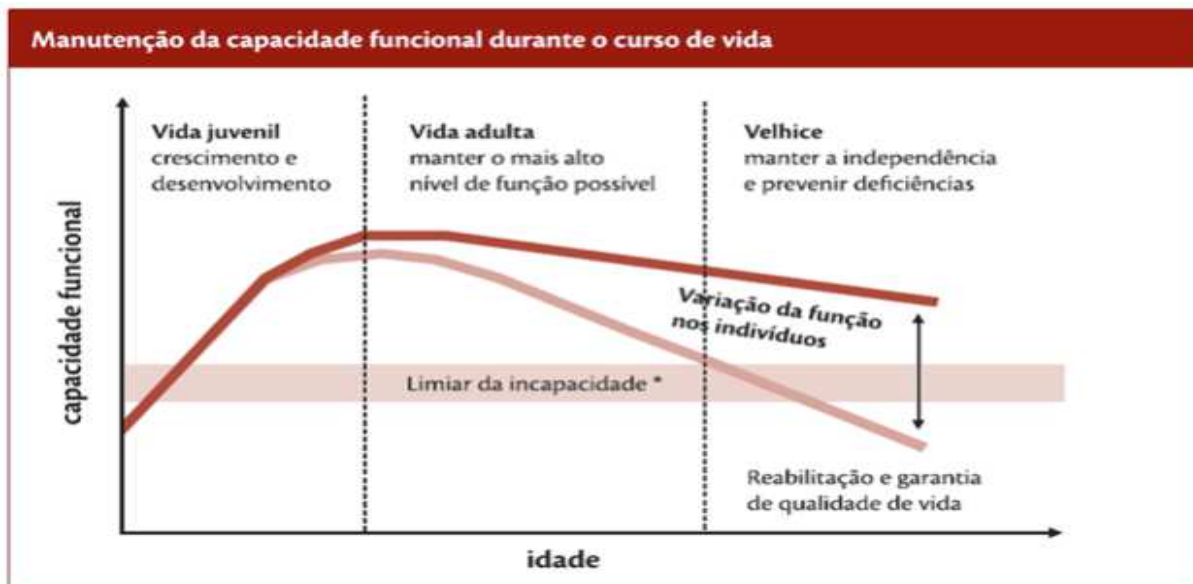 Manutenção da capacidade funcional durante o curso de vida
Vida juvenil
crescimento e
desenvolvimento
Vida adulta
manter o mais alto
nível de função possível
Velhice
manter a independência
e prevenir deficiências
capacidade funcional
Variação da função
nos indivíduos
Limiar da incapacidade *
Reabilitação e garantia
de qualidade de vida
idade